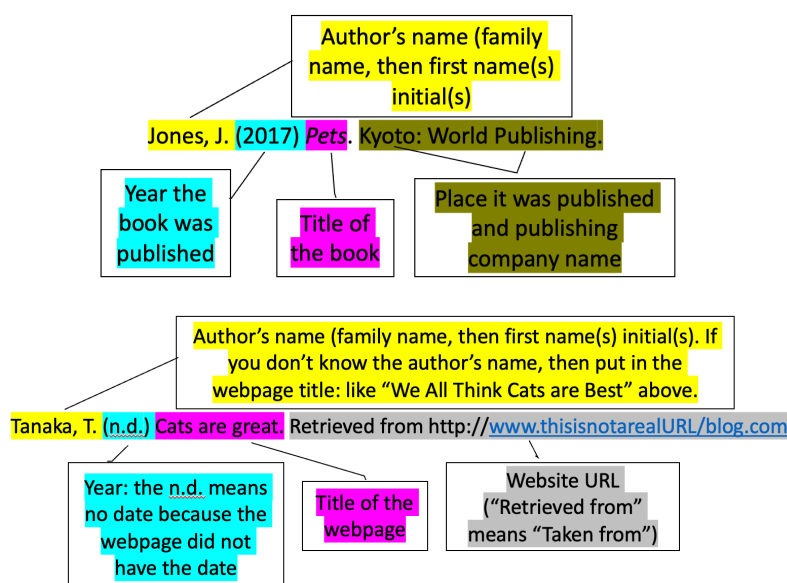 Author’s name (family
name, then first name(s)
initial(s)
Jones, J. (2017) Pets. Kyoto: World Publishing.
Year the
book was
published
Title of
the book
Place it was published
and publishing
company name
Author’s name (family name, then first name(s) initial(s). If
you don’t know the author’s name, then put in the
webpage title: like “We All Think Cats are Best” above.
Tanaka, T. (n.d.) Cats are great. Retrieved from http://www.thisisnotarealURL/blog.com
Year: the n.d. means
no date because the
webpage did not
have the date
Title of the
webpage
Website URL
(“Retrieved from”
means “Taken from”)